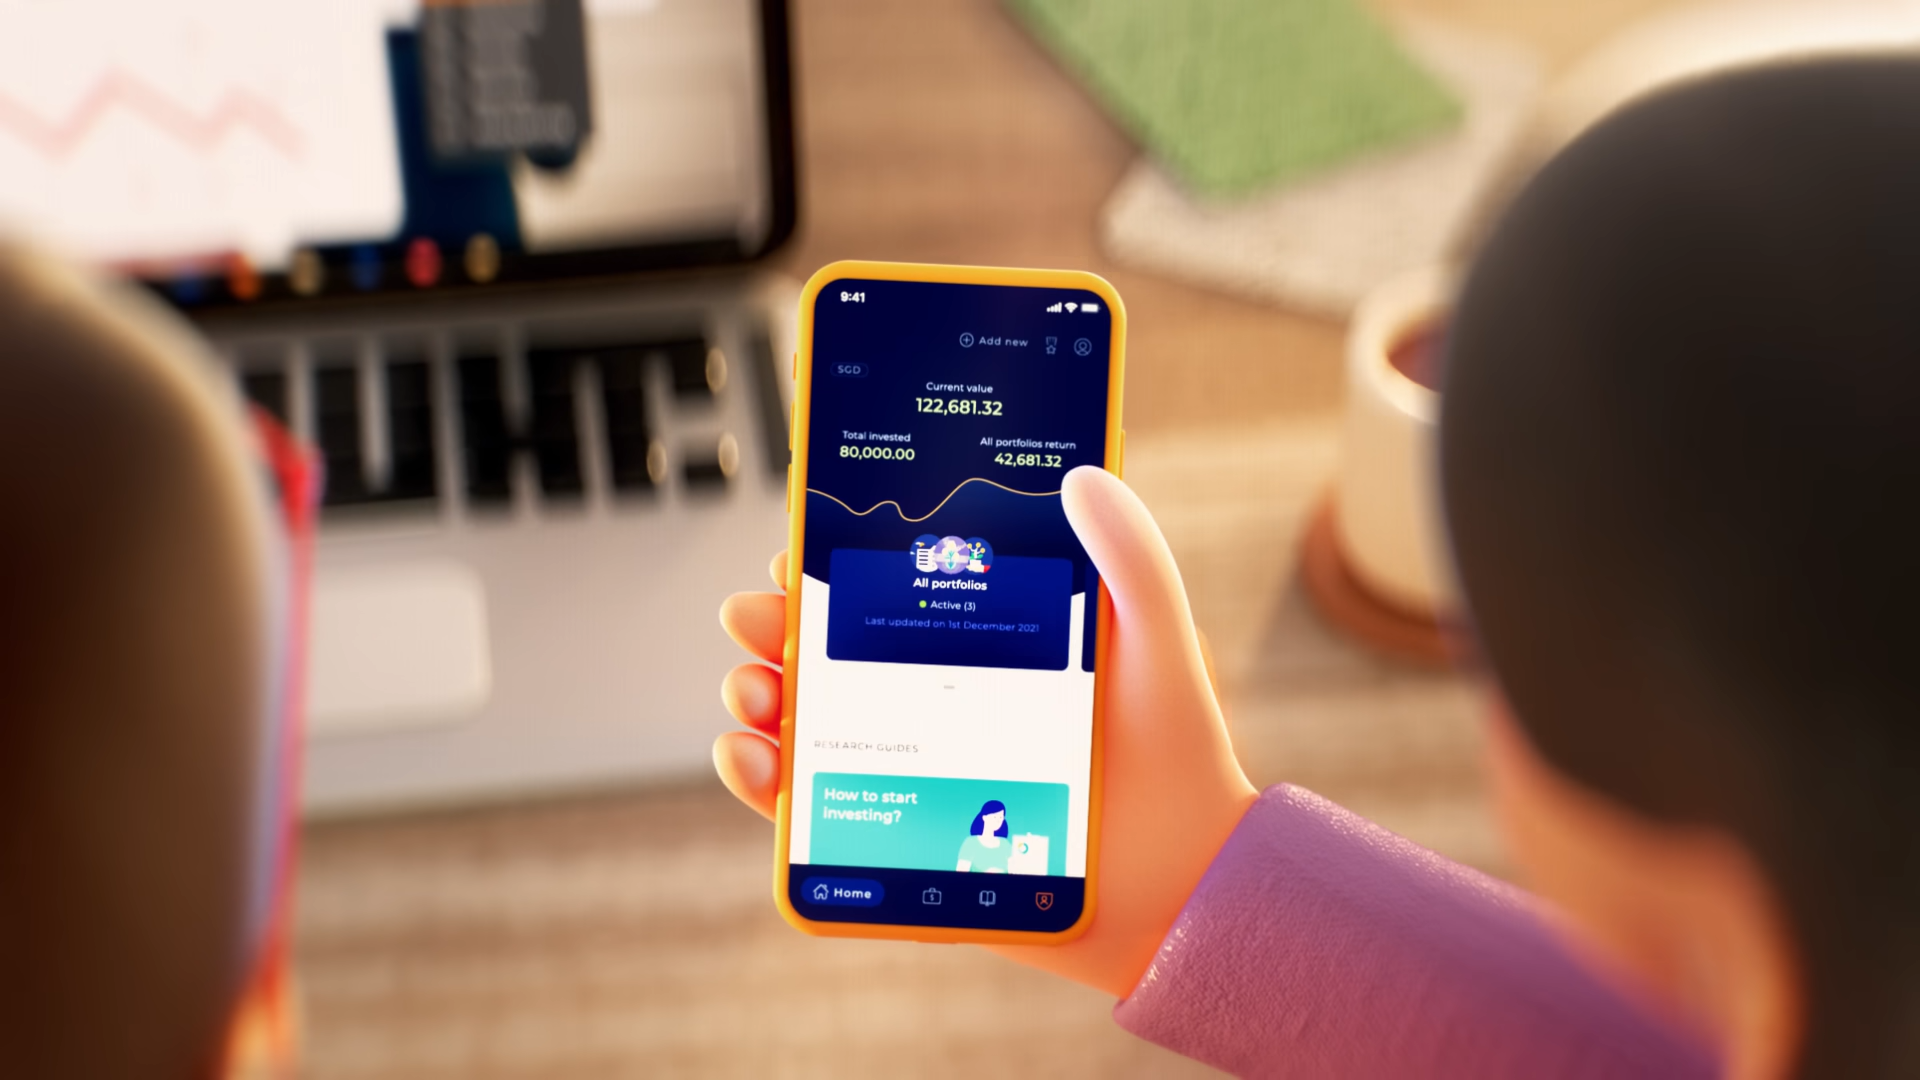 9:41
Add new
SGD
Current value
122,681.32
Total invested
80,000.00
All portfolios return
42,681.32
All portfolios
Active (3)
Last updated on 1st December 2021
RESEARCH GUIDES
How to start
investing?
Home